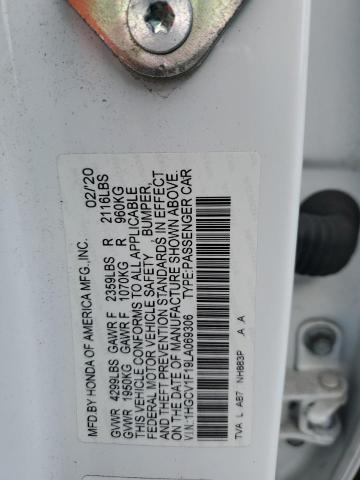 MFD BY HONDA OF AMERICA MFG.,INC. 02/'20
GVWR 4299LBS GAWR F 2359LBS R 2116LBS
GVWR 1950KG GAWR F 1070KG R 960KG
THIS VEHICLE CONFORMS TO ALL APPLICABLE
FEDERAL MOTOR VEHICLE SAFETY BUMPER,
AND THEFT PREVENTION STANDARDS IN EFFECT
ON THE DATE OF MANUFACTURE SHOWN ABOVE.
V.I.N.:1HGCV1F19LA069306 TYPE:PASSENGER CAR
TVA L AB7 NH883P A A